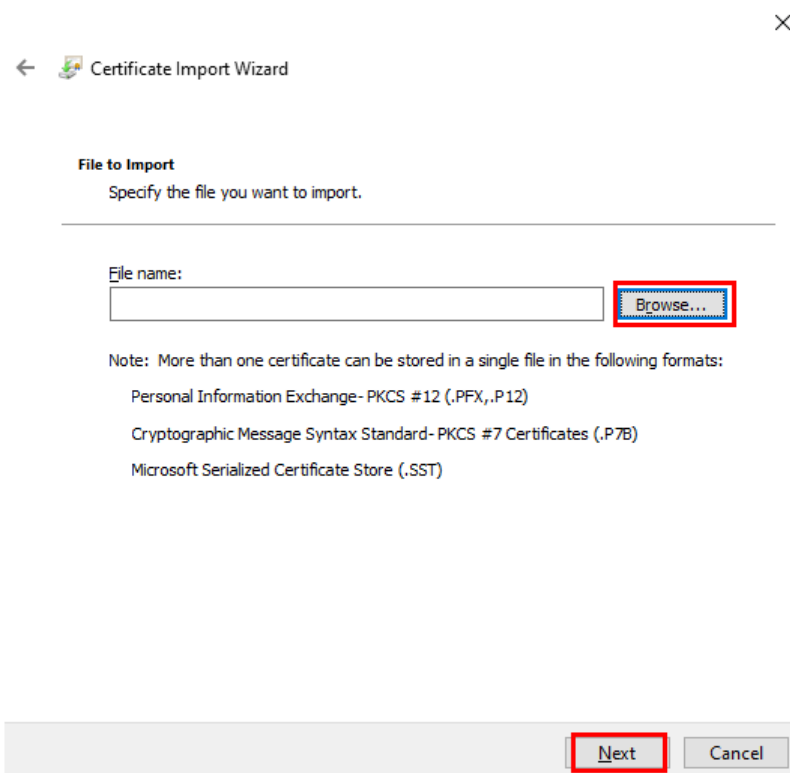 Certificate Import Wizard
File to Import
Specify the file you want to import.
File name:
Browse...
Note: More than one certificate can be stored in a single file in the following formats:
Personal Information Exchange- PKCS #12 (.PFX,.P12)
Cryptographic Message Syntax Standard- PKCS #7 Certificates (.P7B)
Microsoft Serialized Certificate Store (.SST)
Next
Cancel